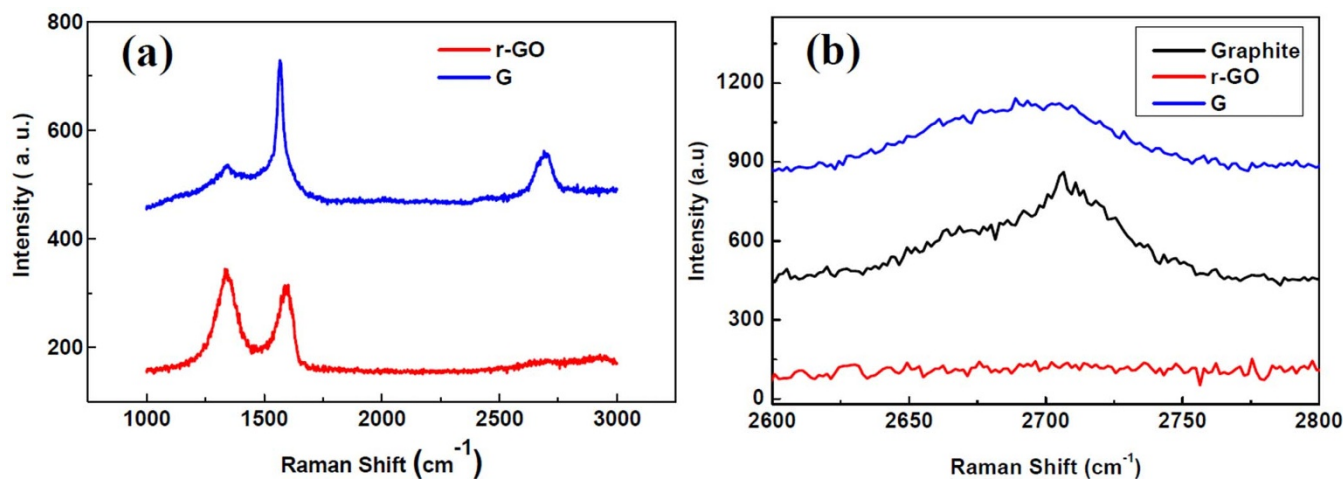 (a)
r-GO
G
800
600
400
200
Intensity ( a. u.)
1000
1500
2000
2500
3000
Raman Shift (cm-1)
(b)
Graphite
r-GO
G
1200
900
600
300
0
Intensity (a.u)
2600
2650
2700
2750
2800
Raman Shift (cm-1)